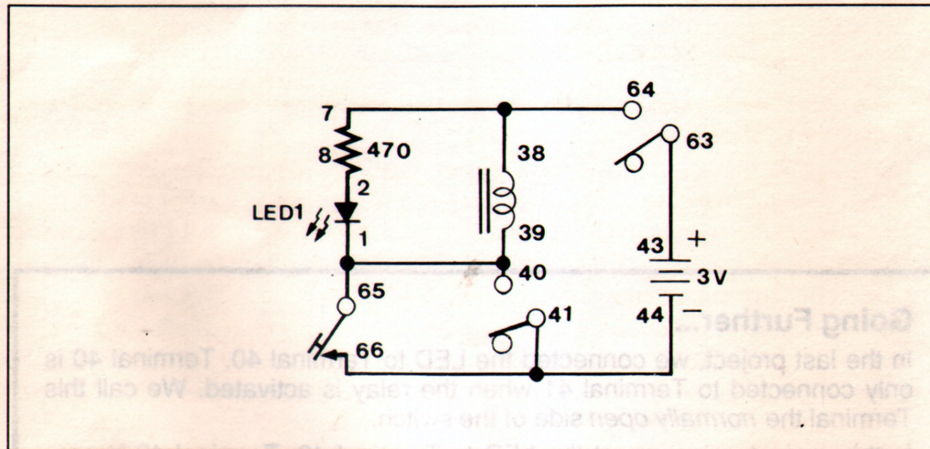 64
7
63
38
8 470
2
LED1
39
1
43 +
40
3V
65
41
44 −
66
Going Further...
In the last project, we connected the LED to Terminal 40. Terminal 40 is
only connected to Terminal 41 when the relay is activated. We call this
Terminal the normally open side of the switch.